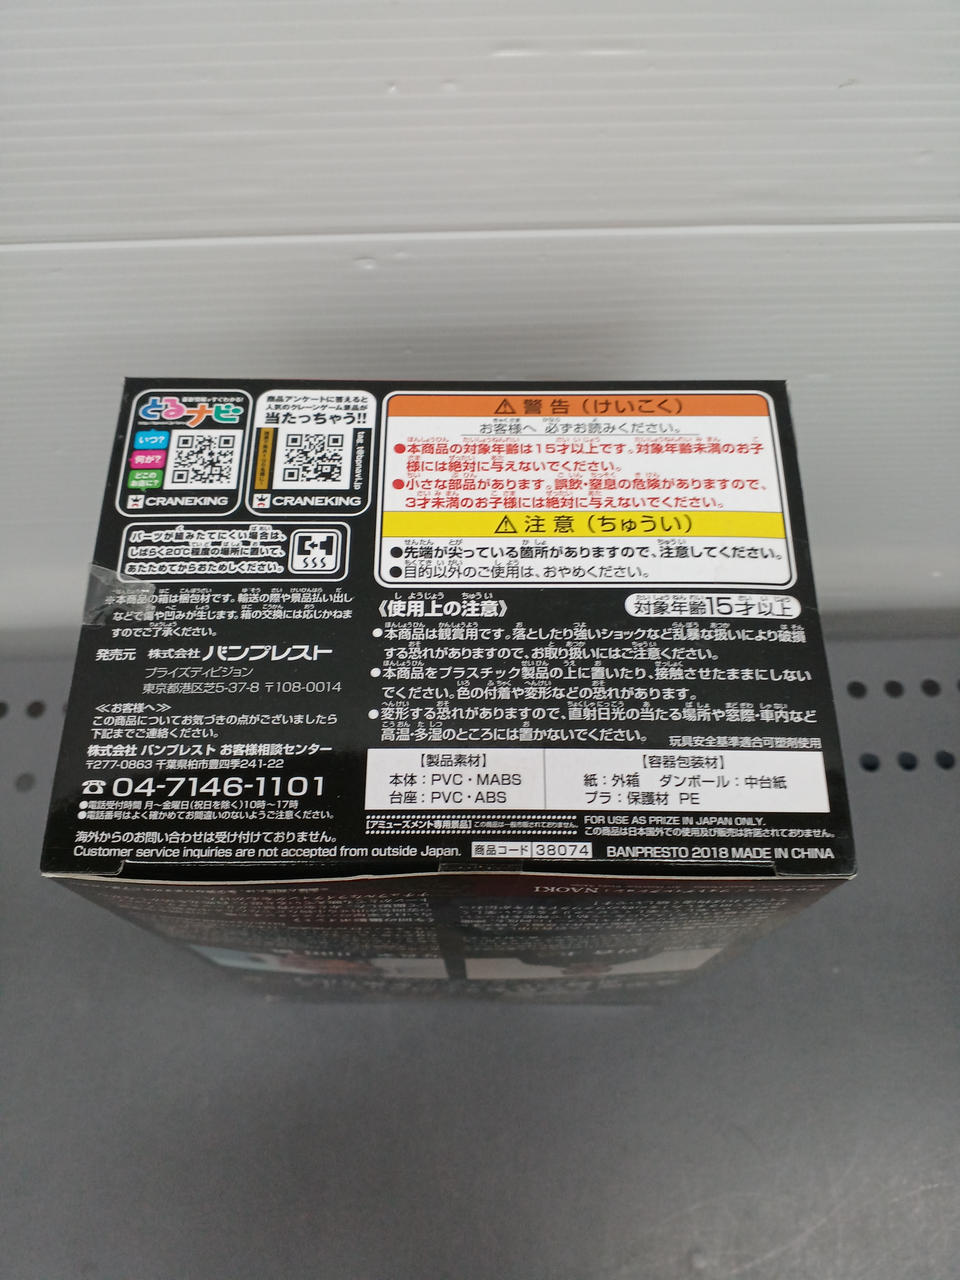 最新情報がすぐわかる!
とるナビ
いつ?
何が?
どこの
お店に?
CRANEKING
商品アンケートに答えると
人気のクレーンゲーム景品が
当たっちゃう!!
CRANEKING
パーツが組みたてにくい場合は、
しばらく20℃程度の場所に置いて、
あたためてからおためしください。
※本商品の箱は梱包材です。輸送の際や景品払い出し
などで傷や凹みが生じます。箱の交換には応じかねま
すのでご了承ください。
発売元 株式会社 バンプレスト
プライズディビジョン
東京都港区芝5-37-8 〒108-0014
≪お客様へ≫
この商品についてお気づきの点がございましたら
下記までご連絡ください。
株式会社 バンプレスト お客様相談センター
〒277-0863 千葉県柏市豊四季241-22
☎04-7146-1101
●電話受付時間 月～金曜日(祝日を除く)10時～17時
●電話番号はよく確かめてお間違いのないようご注意ください。
海外からのお問い合わせは受け付けておりません。
Customer service inquiries are not accepted from outside Japan.
⚠警告(けいこく)
お客様へ 必ずお読みください。
●本商品の対象年齢は15才以上です。対象年齢未満のお子
様には絶対に与えないでください。
●小さな部品があります。誤飲・窒息の危険がありますので、
3才未満のお子様には絶対に与えないでください。
⚠注意(ちゅうい)
●先端が尖っている箇所がありますので、注意してください。
●目的以外のご使用は、おやめください。
《使用上の注意》
対象年齢15才以上
●本商品は観賞用です。落としたり強いショックなど乱暴な扱いにより破損
する恐れがありますので、お取り扱いにはご注意ください。
●本商品をプラスチック製品の上に置いたり、接触させたままにしない
でください。色の付着や変形などの恐れがあります。
●変形する恐れがありますので、直射日光の当たる場所や窓際・車内など
高温・多湿のところには置かないでください。
玩具安全基準適合可塑剤使用
【製品素材】
本体：PVC・MABS
台座：PVC・ABS
【容器包装材】
紙：外箱 ダンボール：中台紙
プラ：保護材 PE
【アミューズメント専用景品】この商品は一般市販されておりません。
FOR USE AS PRIZE IN JAPAN ONLY.
この商品は日本国外での使用及び販売は許諾されておりません。
商品コード 38074
BANPRESTO 2018 MADE IN CHINA
NAOKI